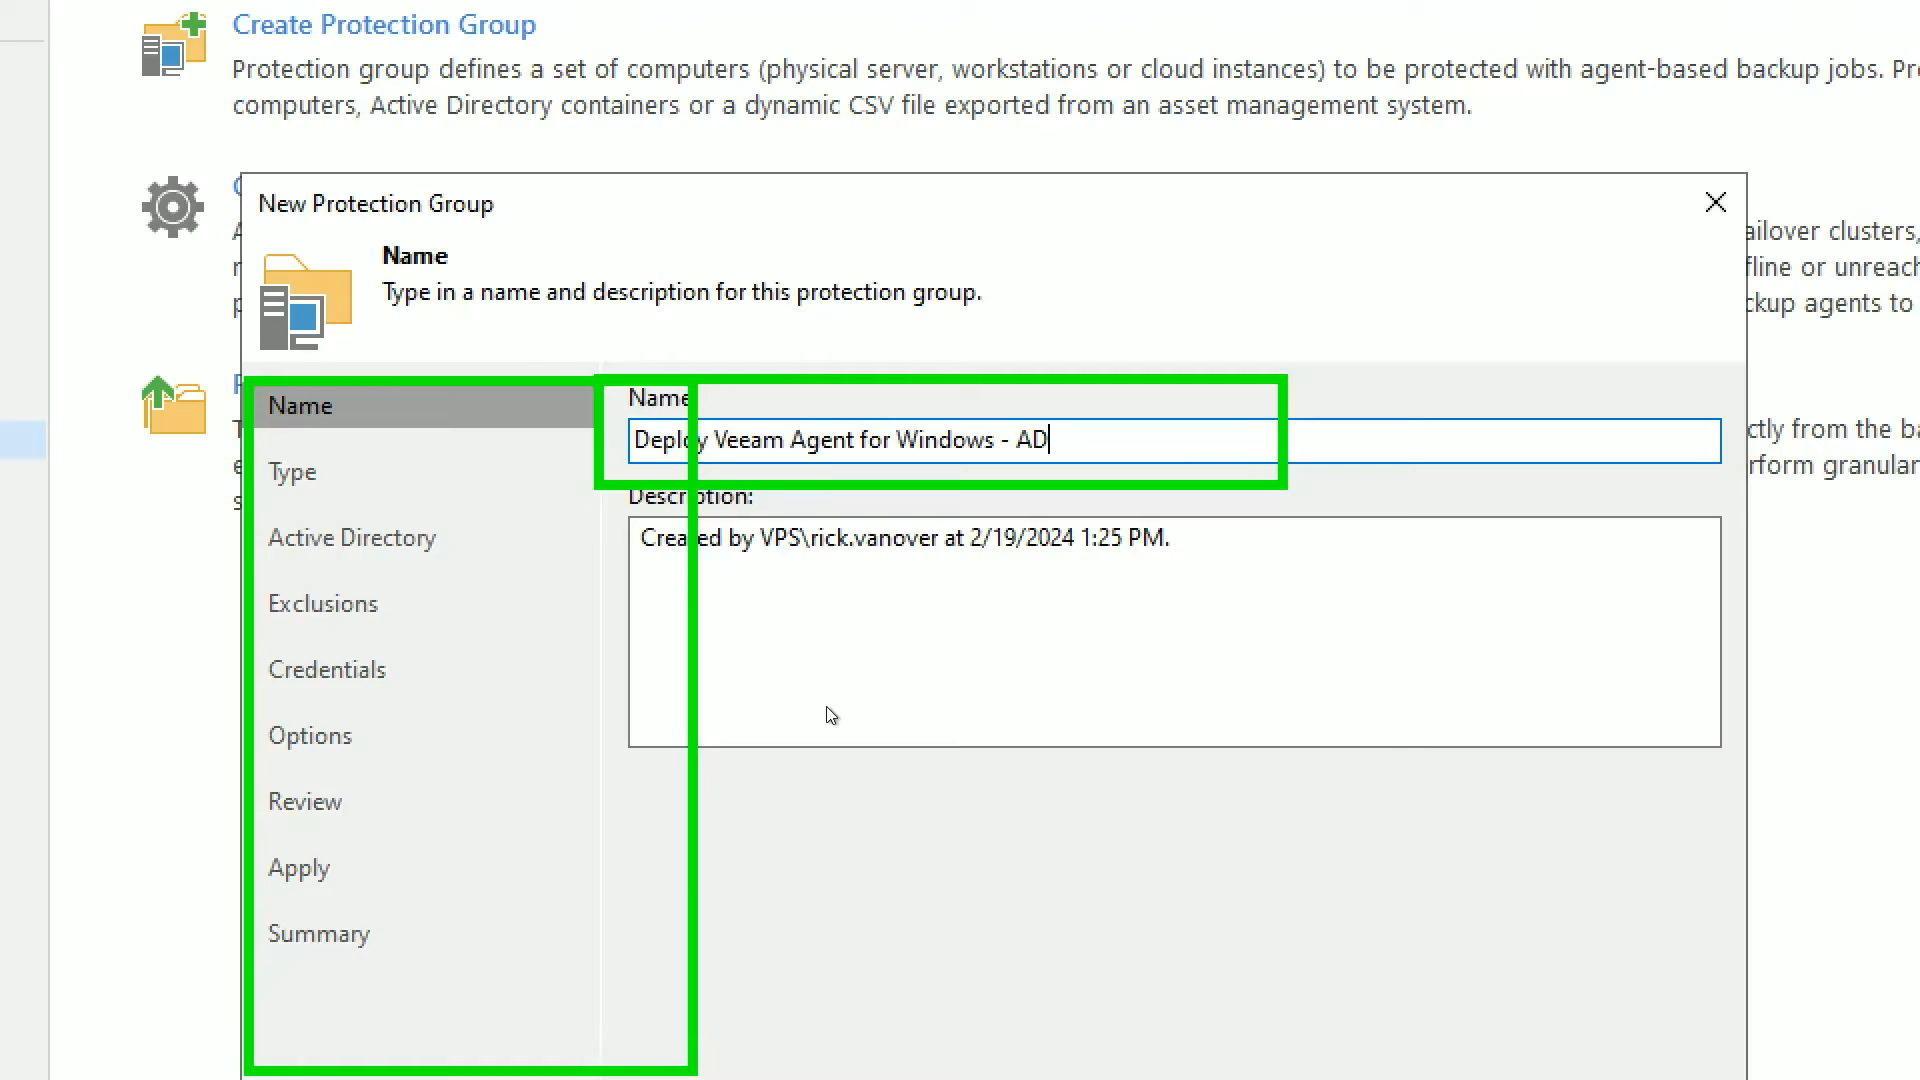 Create Protection Group
Protection group defines a set of computers (physical server, workstations or cloud instances) to be protected with agent-based backup jobs.
computers, Active Directory containers or a dynamic CSV file exported from an asset management system.
New Protection Group
Name
Type in a name and description for this protection group.
ailover clusters,
fline or unreach
ckup agents to
Name
Type
Active Directory
Exclusions
Credentials
Options
Review
Apply
Summary
Name
Deploy Veeam Agent for Windows - AD
Description:
Created by VPS\rick.vanover at 2/19/2024 1:25 PM.
ctly from the ba
rform granular